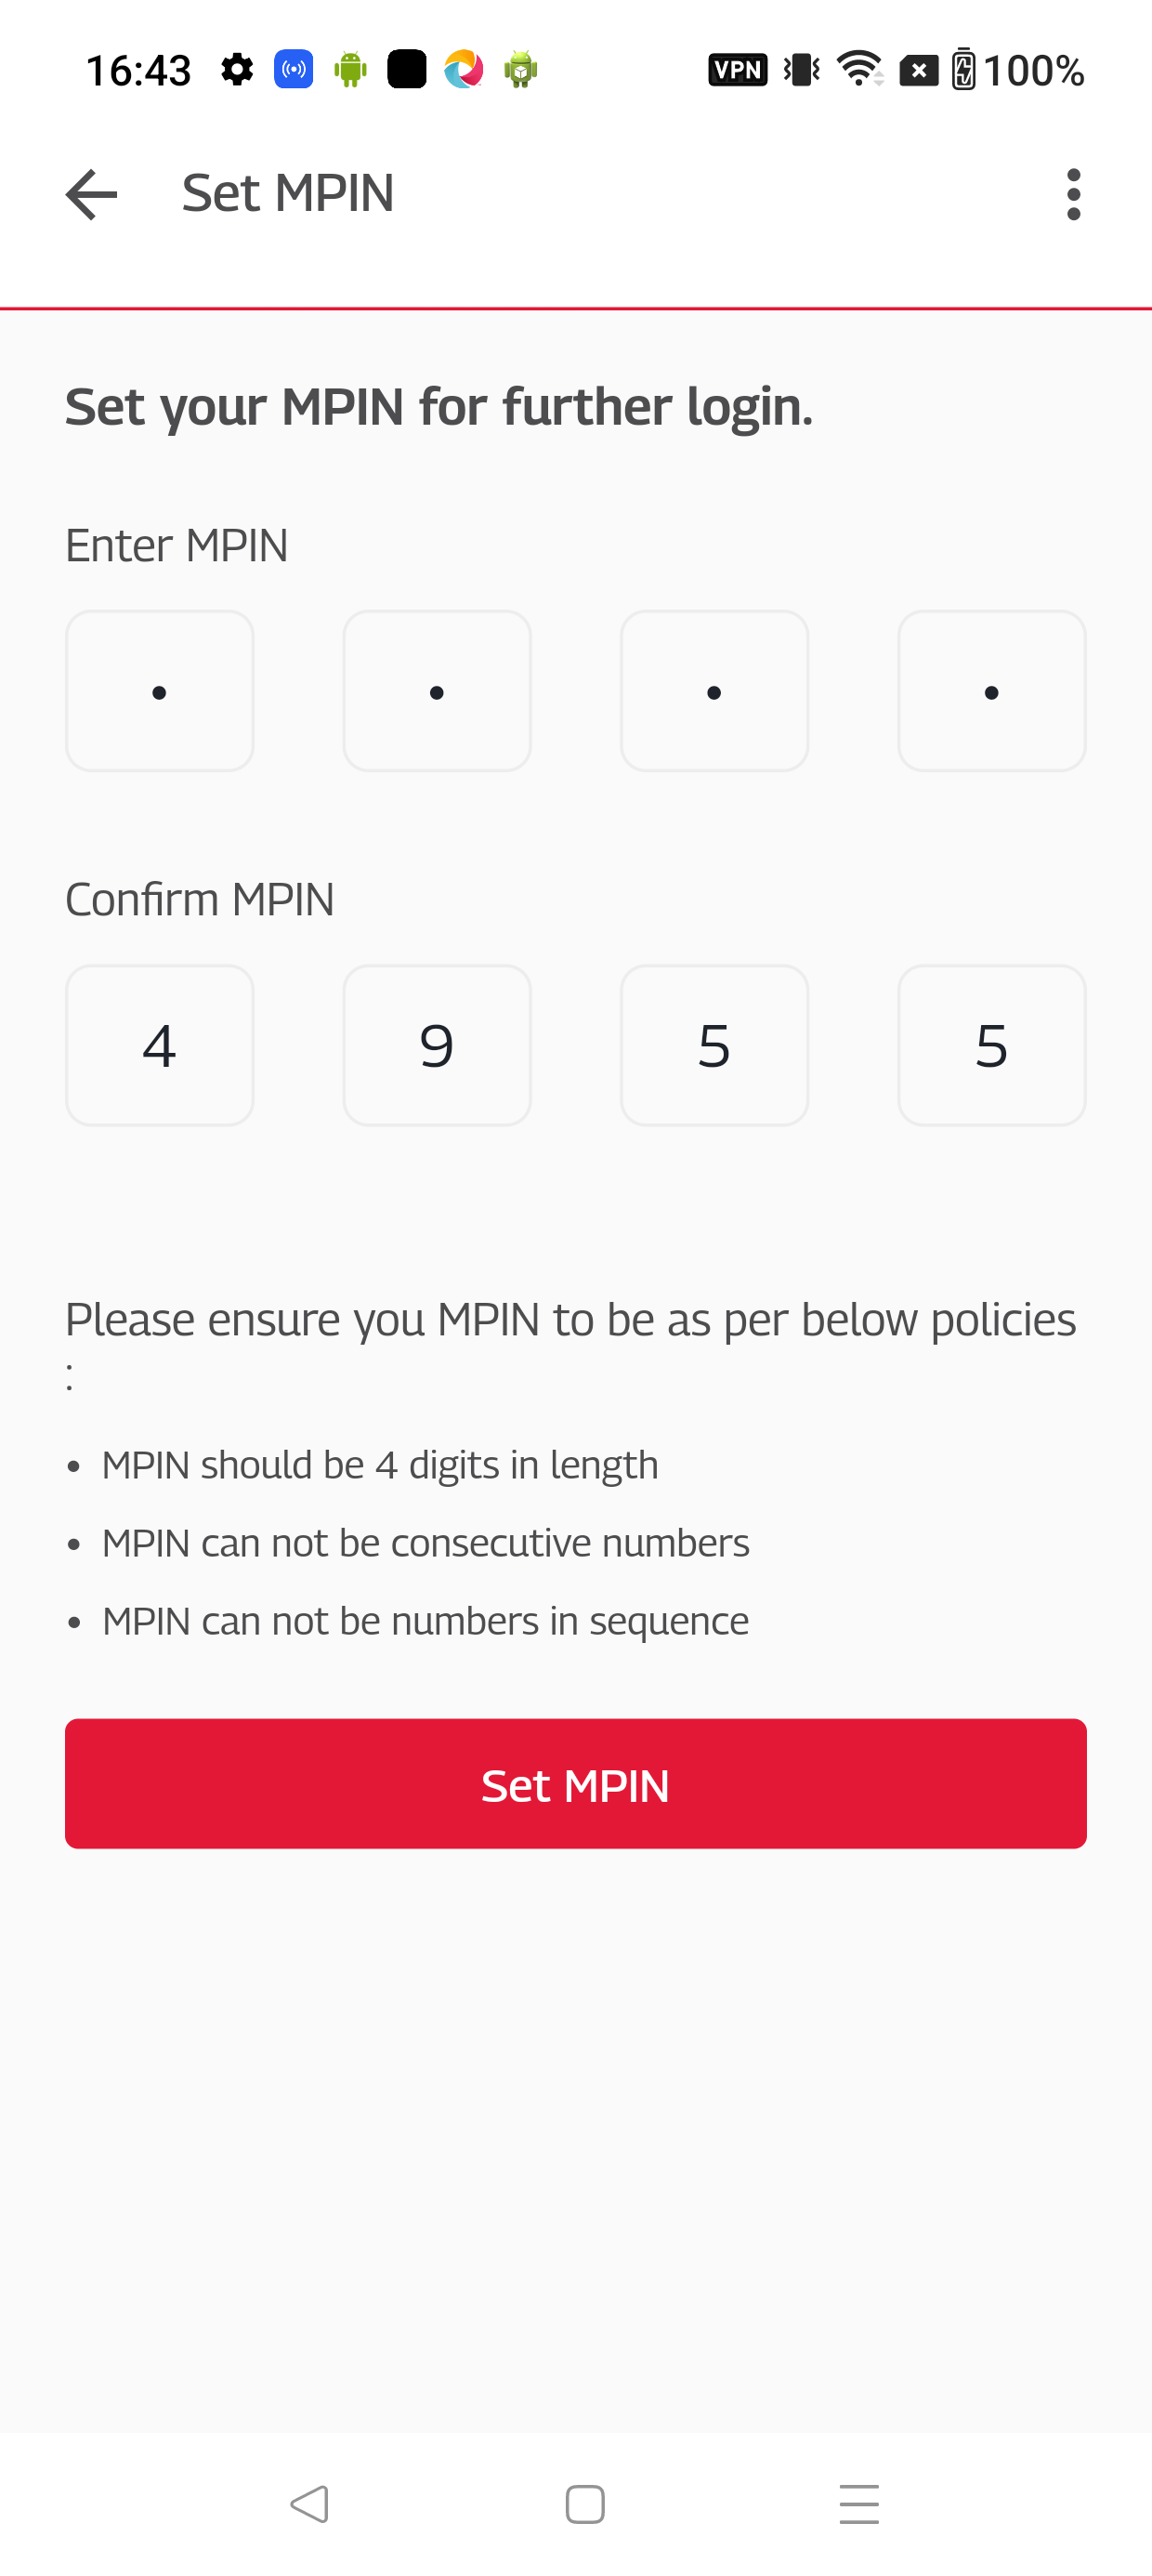 16:43
VPN
100%
Set MPIN
Set your MPIN for further login.
Enter MPIN
Confirm MPIN
4 9 5 5
Please ensure you MPIN to be as per below policies
:
• MPIN should be 4 digits in length
• MPIN can not be consecutive numbers
• MPIN can not be numbers in sequence
Set MPIN